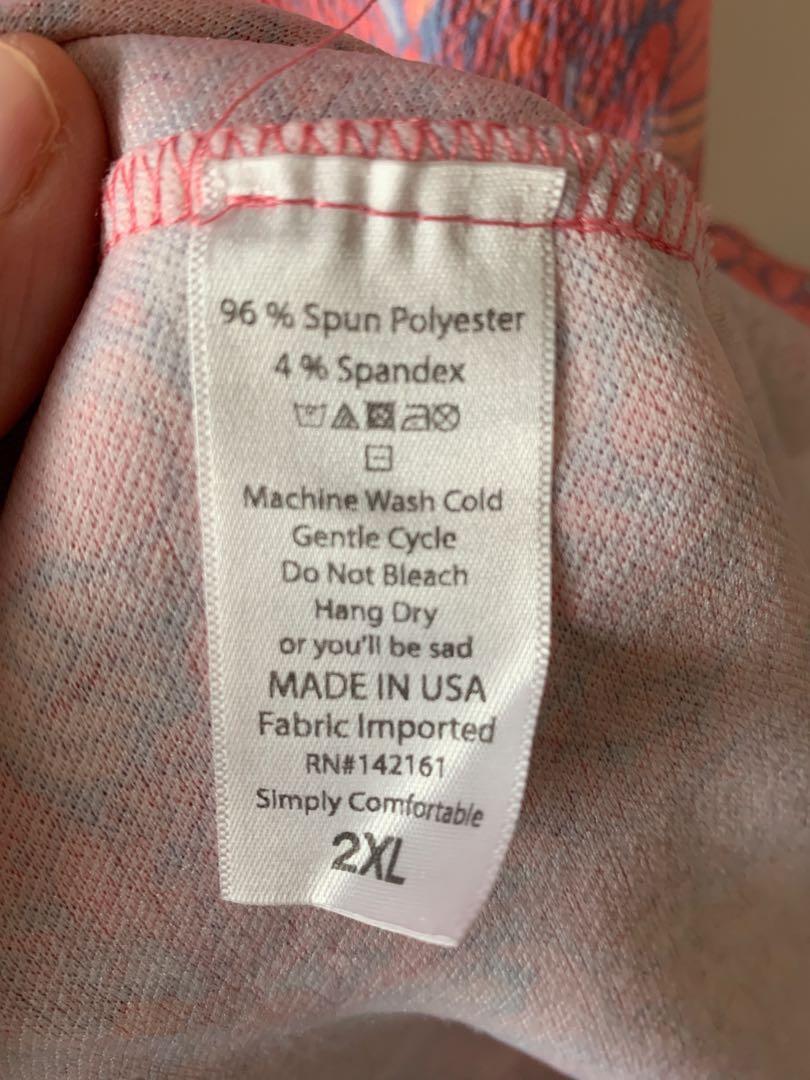 96 % Spun Polyester
4 % Spandex
Machine Wash Cold
Gentle Cycle
Do Not Bleach
Hang Dry
or you'll be sad
MADE IN USA
Fabric Imported
RN#142161
Simply Comfortable
2XL